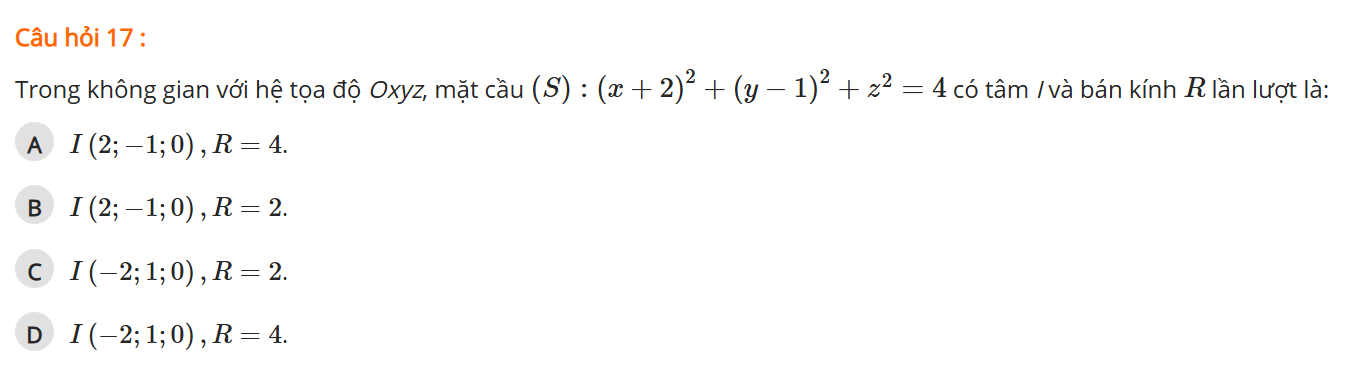 Câu hỏi 17 :
Trong không gian với hệ tọa độ Oxyz, mặt cầu (S) : (x + 2)² + (y − 1)² + z² = 4 có tâm I và bán kính R lần lượt là:
A I (2; −1; 0) , R = 4.
B I (2; −1; 0) , R = 2.
C I (−2; 1; 0) , R = 2.
D I (−2; 1; 0) , R = 4.